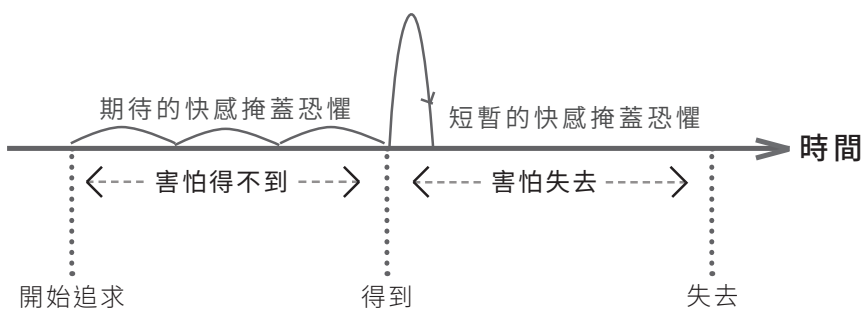 期待的快感掩蓋恐懼
短暫的快感掩蓋恐懼
時間
害怕得不到
害怕失去
開始追求
得到
失去